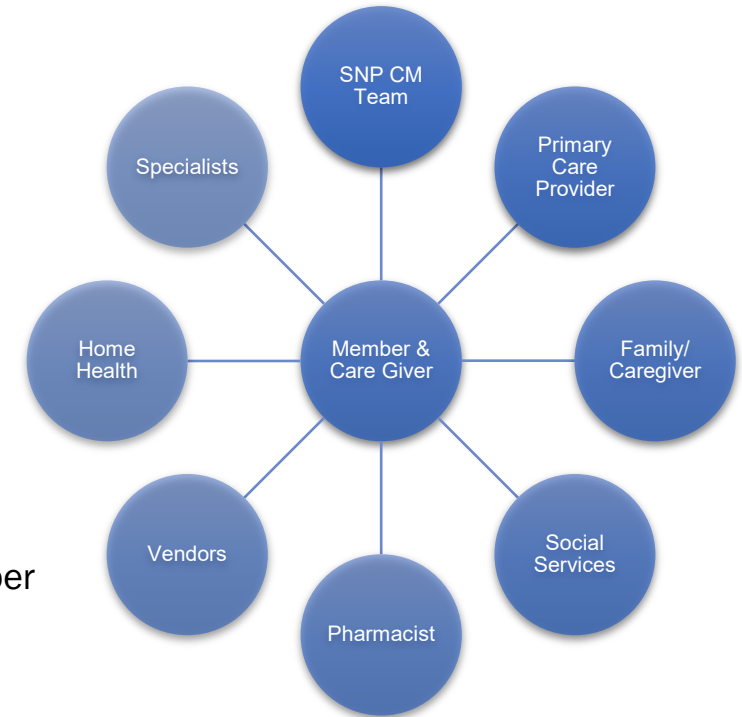 SNP CM
Team
Primary
Care
Provider
Family/
Caregiver
Social
Services
Pharmacist
Vendors
Home
Health
Specialists
Member &
Care Giver